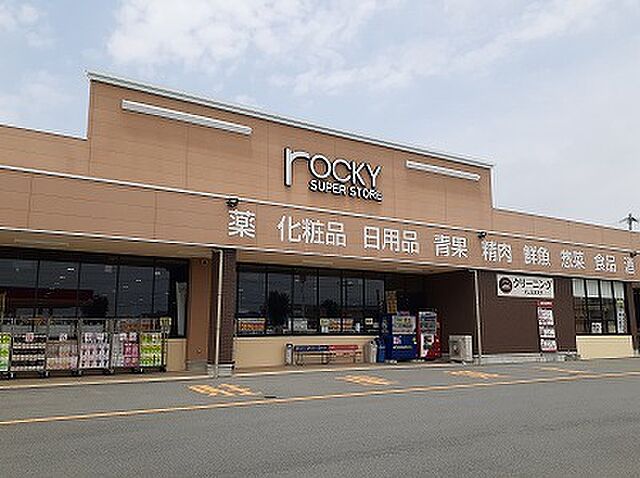 rOCKY
SUPER STORE
薬 化粧品 日用品 青果 精肉 鮮魚 惣菜 食品 酒
クリーニング